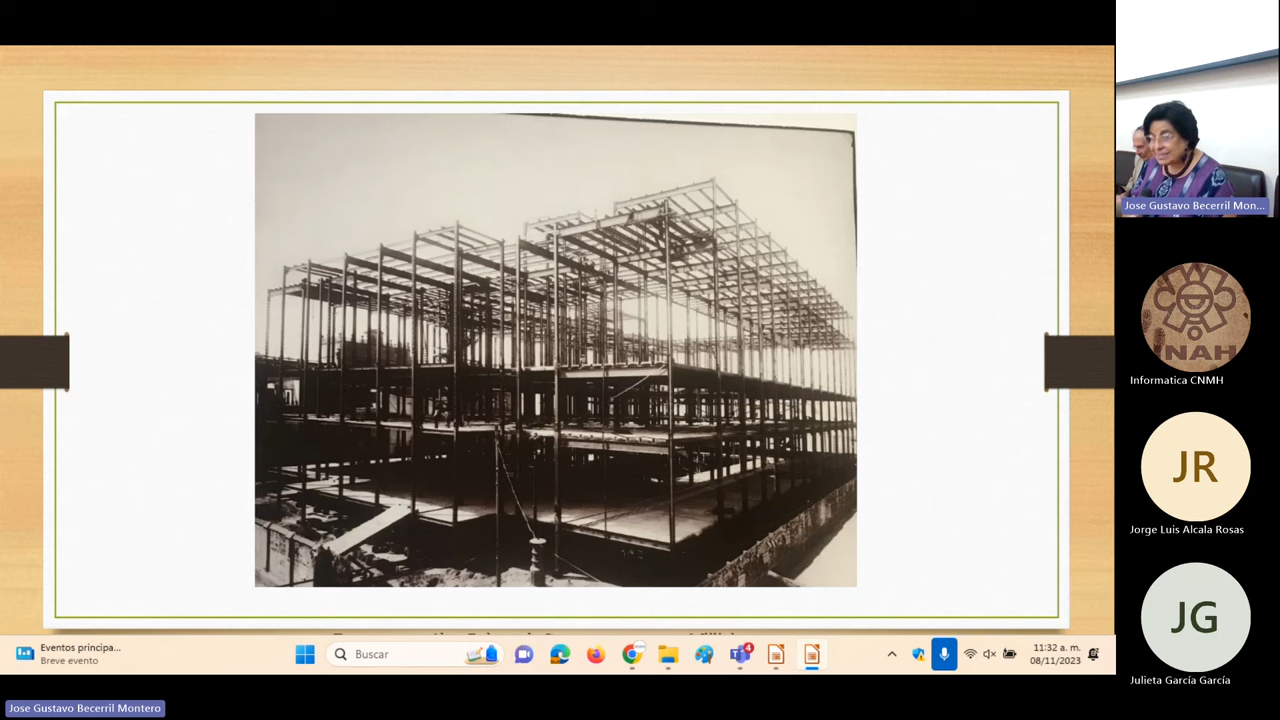 Jose Gustavo Becerril Mon...
INAH
Informatica CNMH
JR
Jorge Luis Alcala Rosas
JG
Julieta García García
Eventos principa...
Breve evento
Buscar
4
11:32 a. m.
08/11/2023
Jose Gustavo Becerril Montero